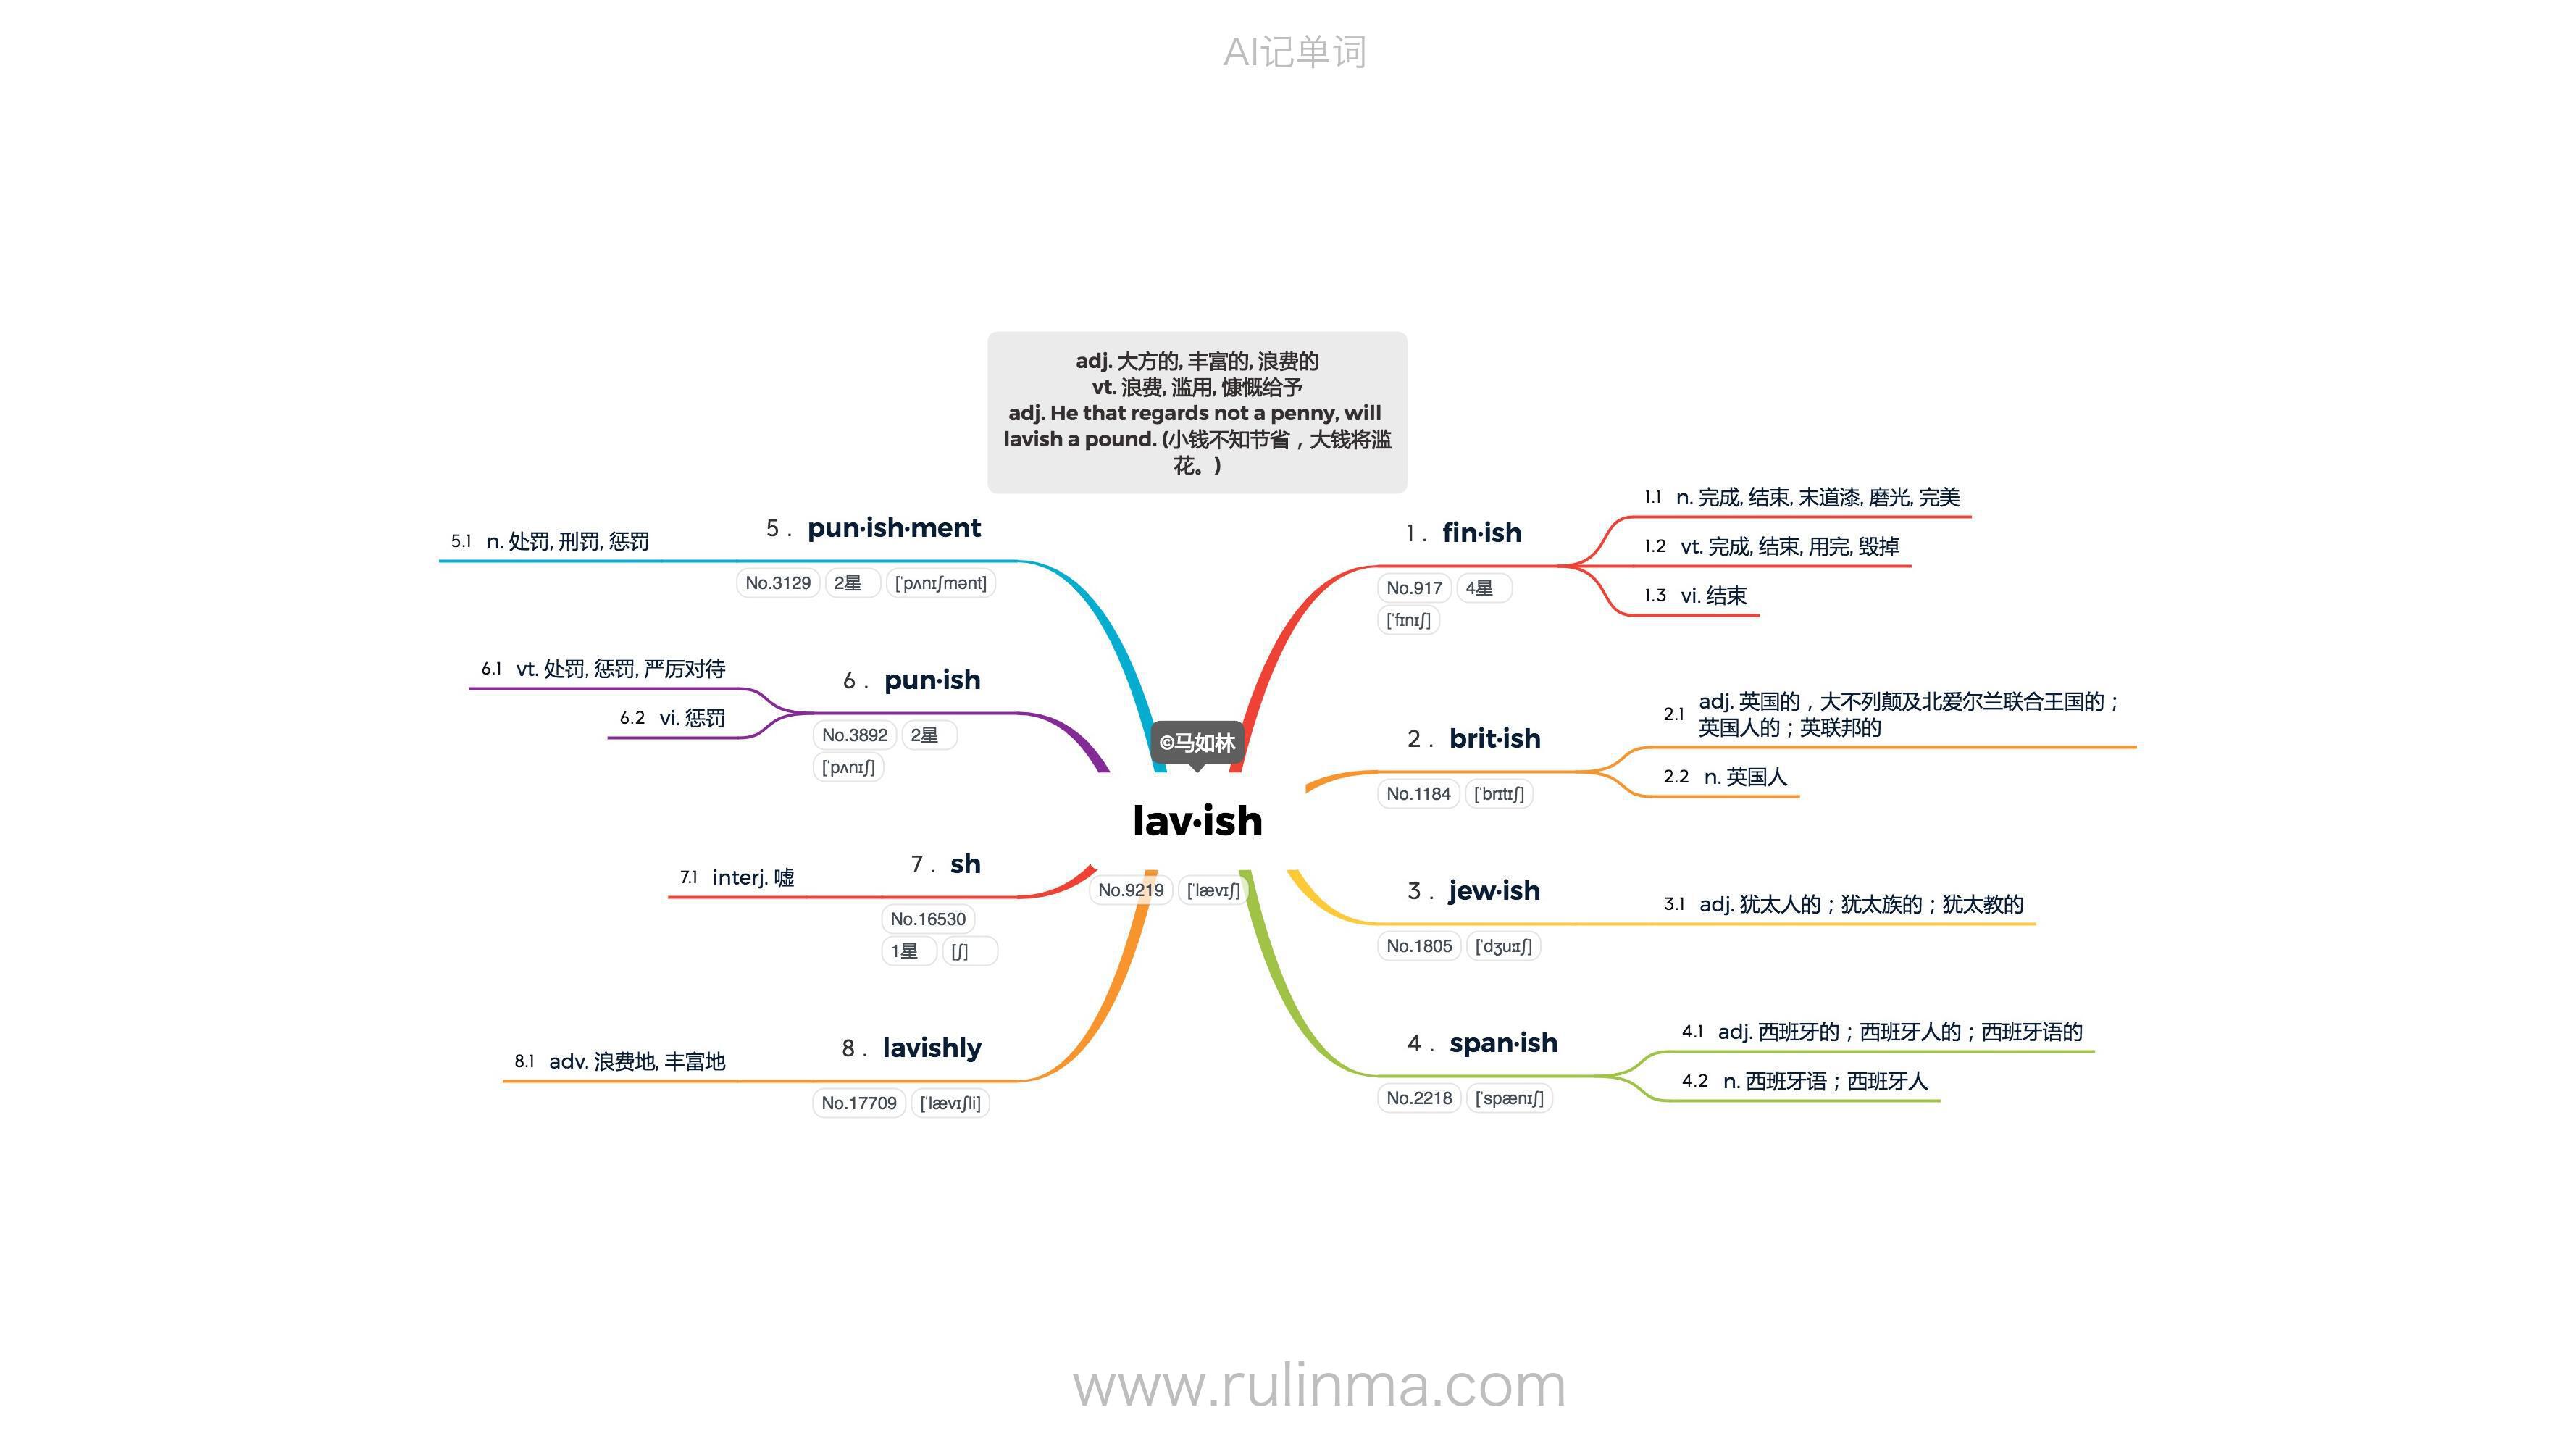 AI记单词
adj. 大方的, 丰富的, 浪费的
vt. 浪费, 滥用, 慷慨给予
adj. He that regards not a penny, will
lavish a pound. (小钱不知节省，大钱将滥
花。)
©马如林
lav·ish
No.9219 [ˈlævɪʃ]
1. fin·ish
No.917 4星
[ˈfɪnɪʃ]
1.1 n. 完成, 结束, 末道漆, 磨光, 完美
1.2 vt. 完成, 结束, 用完, 毁掉
1.3 vi. 结束
2. brit·ish
No.1184 [ˈbrɪtɪʃ]
2.1 adj. 英国的，大不列颠及北爱尔兰联合王国的；
英国人的；英联邦的
2.2 n. 英国人
3. jew·ish
No.1805 [ˈdʒuːɪʃ]
3.1 adj. 犹太人的；犹太族的；犹太教的
4. span·ish
No.2218 [ˈspænɪʃ]
4.1 adj. 西班牙的；西班牙人的；西班牙语的
4.2 n. 西班牙语；西班牙人
5. pun·ish·ment
No.3129 2星 [ˈpʌnɪʃmənt]
5.1 n. 处罚, 刑罚, 惩罚
6. pun·ish
No.3892 2星
[ˈpʌnɪʃ]
6.1 vt. 处罚, 惩罚, 严厉对待
6.2 vi. 惩罚
7. sh
No.16530
1星 [ʃ]
7.1 interj. 嘘
8. lavishly
No.17709 [ˈlævɪʃli]
8.1 adv. 浪费地, 丰富地
www.rulinma.com